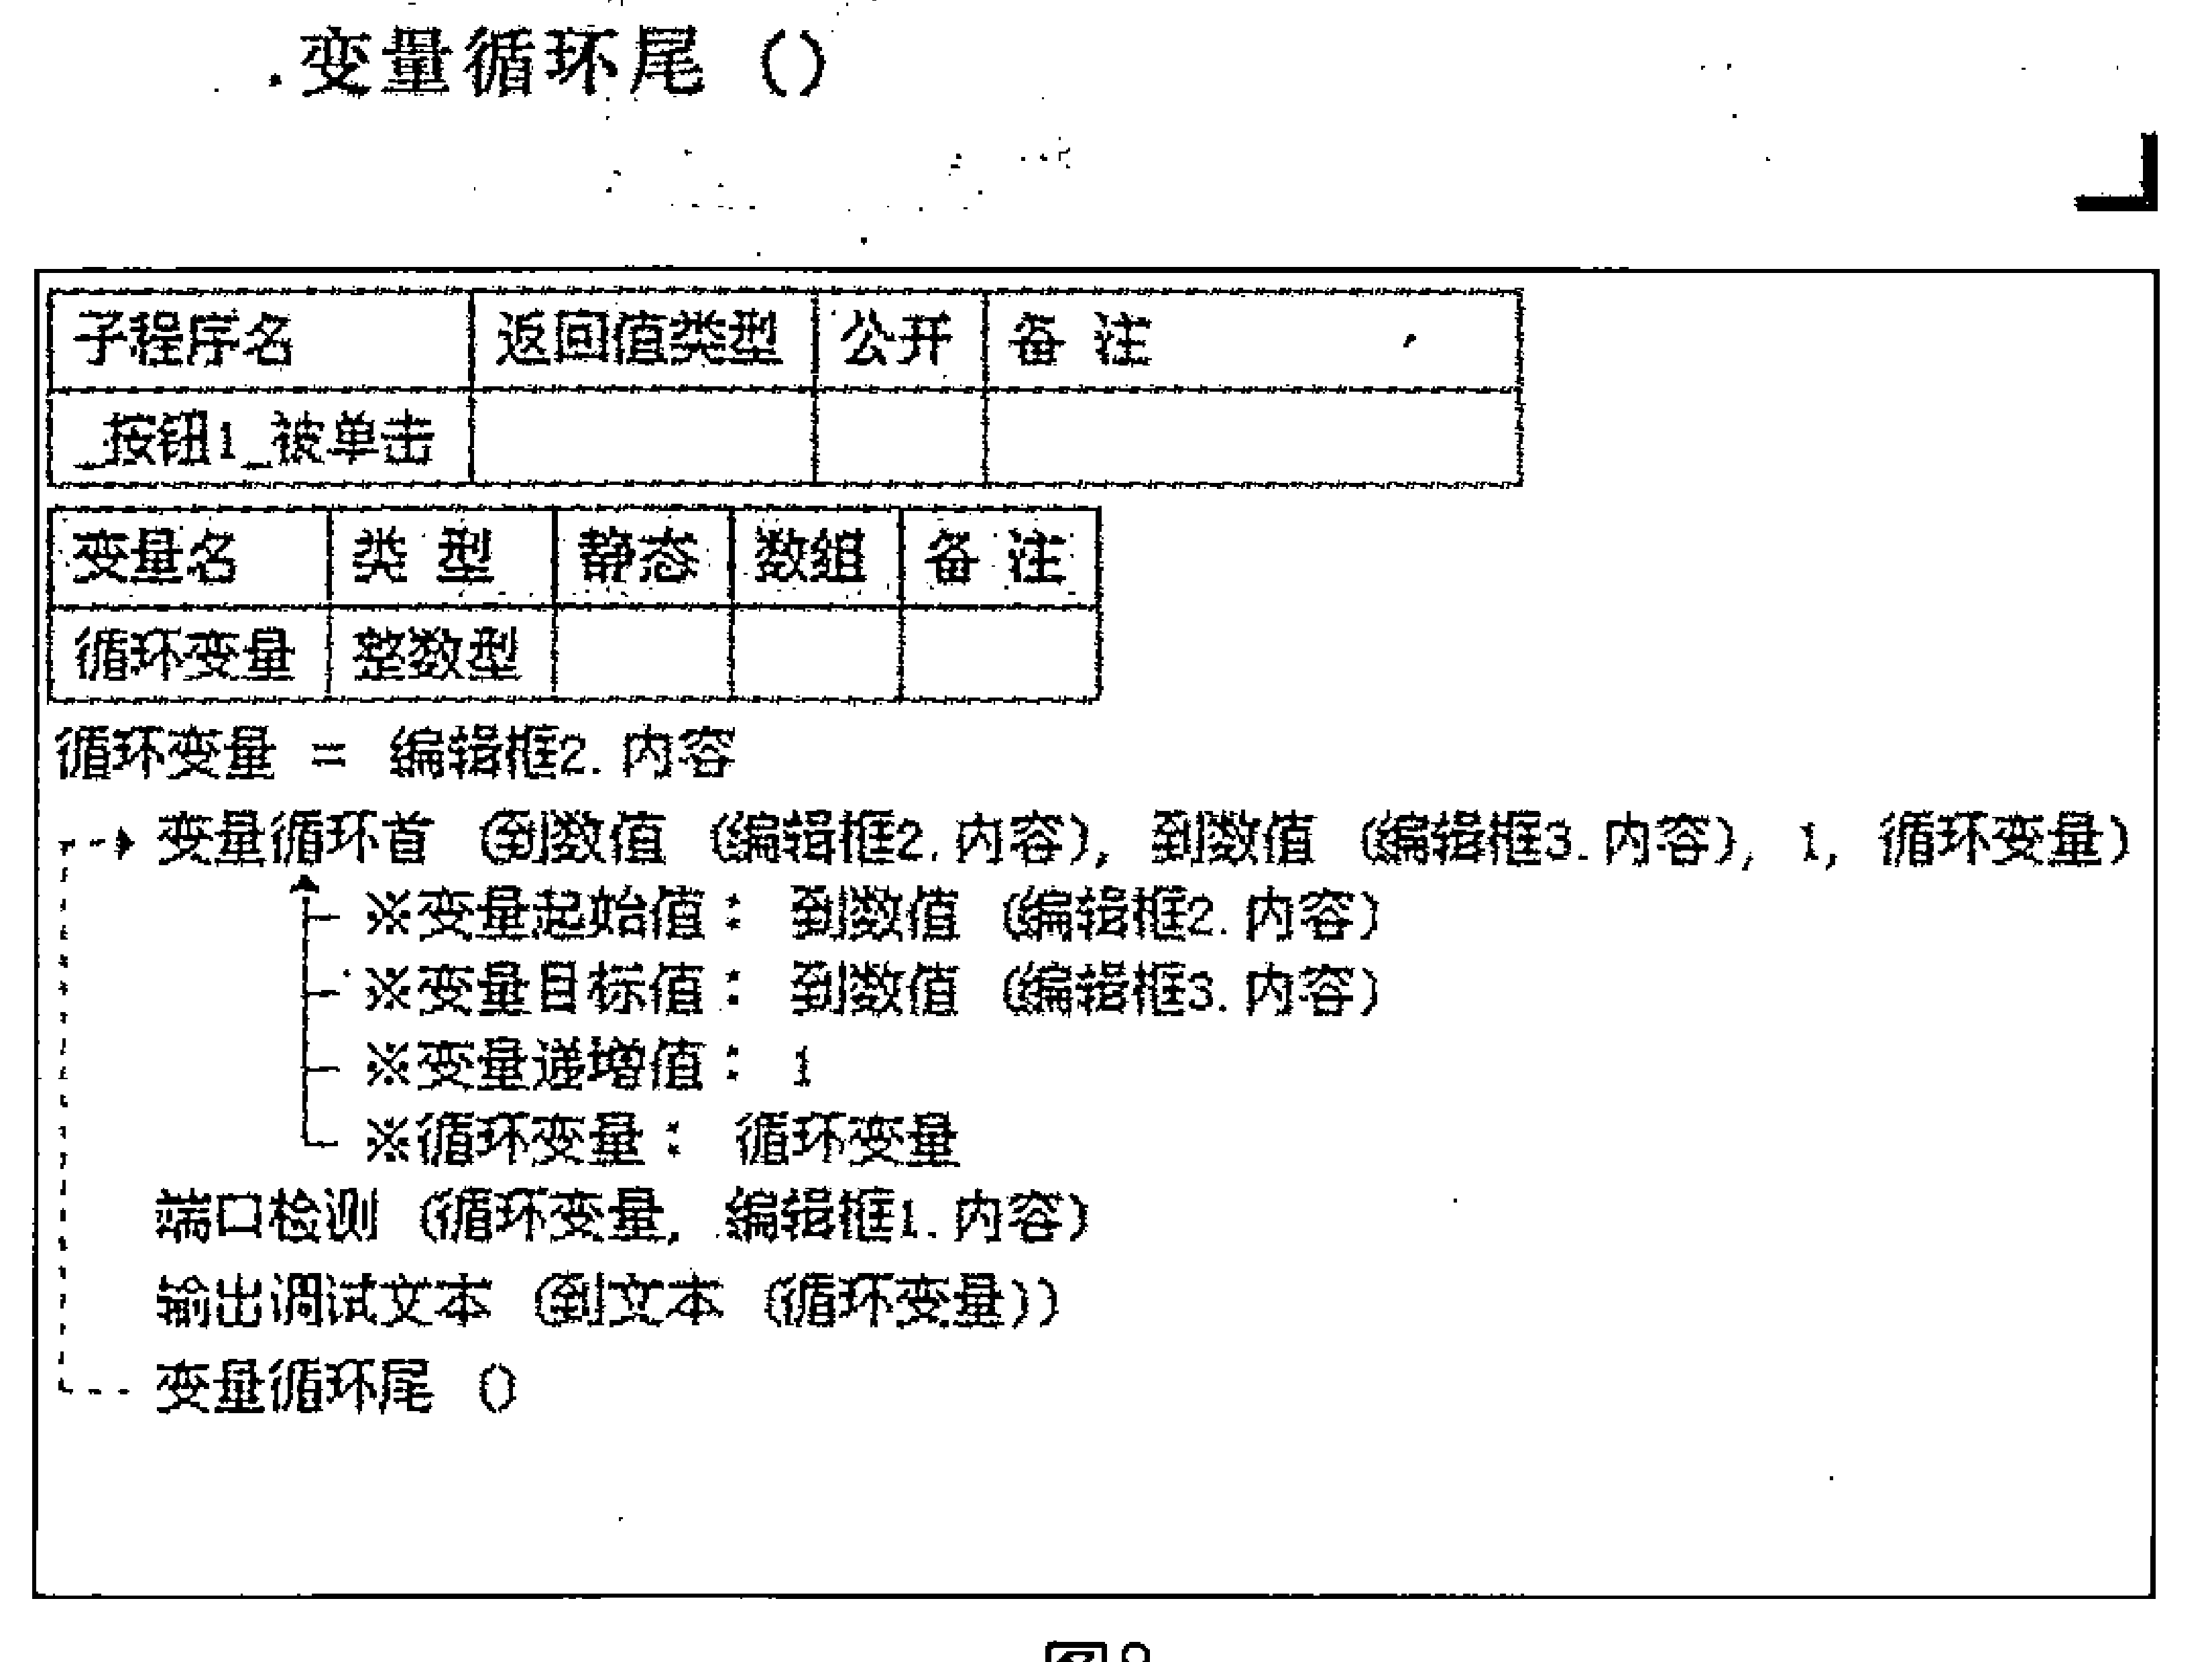 .变量循环尾 ()
子程序名 返回值类型 公开 备 注
_按钮1_被单击
变量名 类 型 静态 数组 备 注
循环变量 整数型
循环变量 = 编辑框2.内容
变量循环首 (到数值 (编辑框2.内容), 到数值 (编辑框3.内容), 1, 循环变量)
※变量起始值： 到数值 (编辑框2.内容)
※变量目标值： 到数值 (编辑框3.内容)
※变量递增值： 1
※循环变量： 循环变量
端口检测 (循环变量, 编辑框1.内容)
输出调试文本 (到文本 (循环变量))
变量循环尾 ()